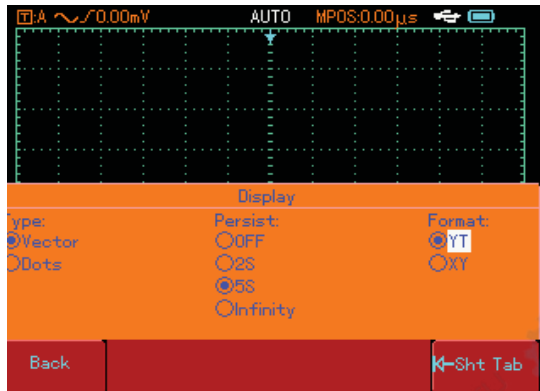 T:A 0.00mV AUTO MPOS:0.00μs
Display
Type: Persist: Format:
Vector OFF YT
Dots 2S XY
5S
Infinity
Back Sht Tab